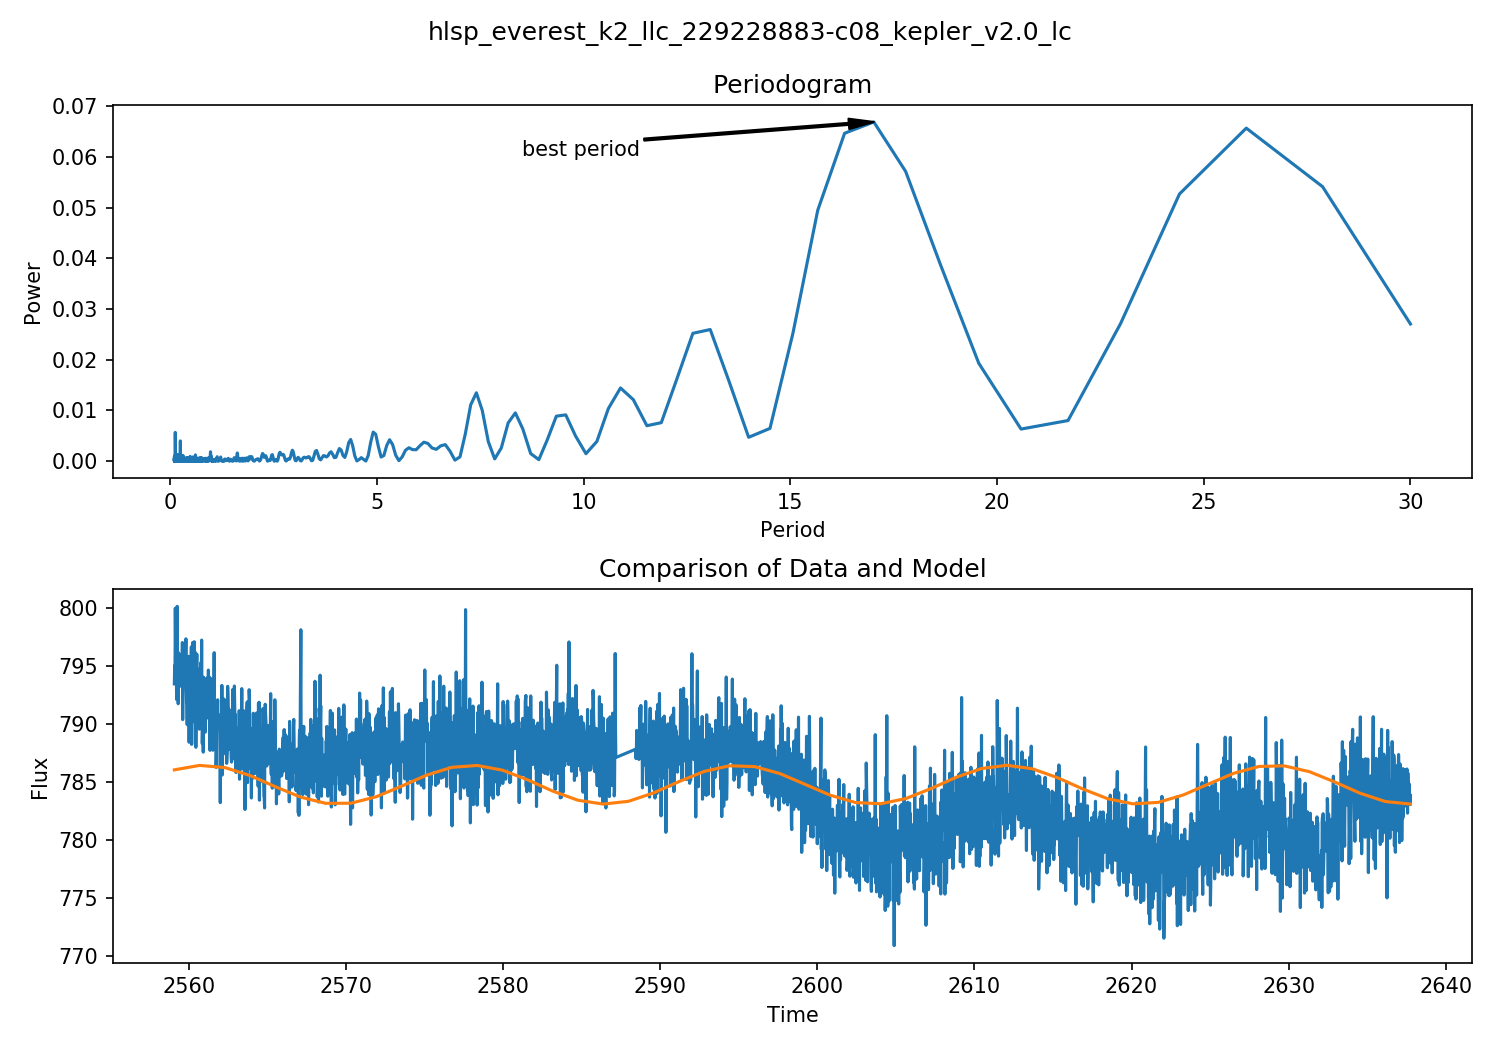 hlsp_everest_k2_llc_229228883-c08_kepler_v2.0_lc
Periodogram
0.07
0.06
0.05
0.04
0.03
0.02
0.01
0.00
Power
best period
0 5 10 15 20 25 30
Period
Comparison of Data and Model
800
795
790
785
780
775
770
Flux
2560 2570 2580 2590 2600 2610 2620 2630 2640
Time